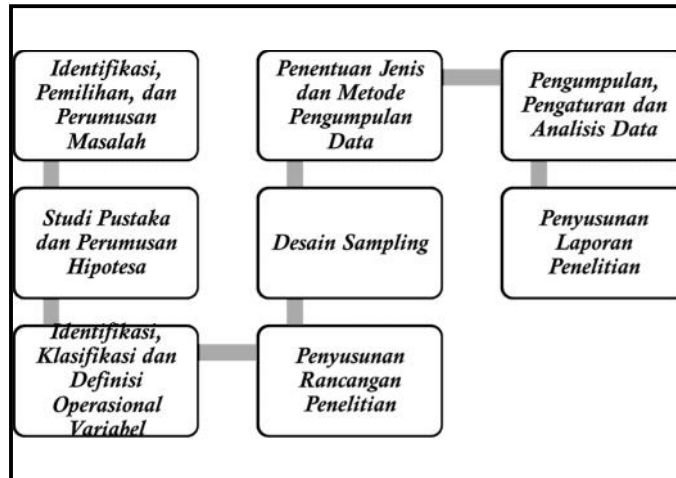 Identifikasi,
Pemilihan, dan
Perumusan
Masalah
Studi Pustaka
dan Perumusan
Hipotesa
Identifikasi,
Klasifikasi dan
Definisi
Operasional
Variabel
Penyusunan
Rancangan
Penelitian
Desain Sampling
Penentuan Jenis
dan Metode
Pengumpulan
Data
Pengumpulan,
Pengaturan dan
Analisis Data
Penyusunan
Laporan
Penelitian